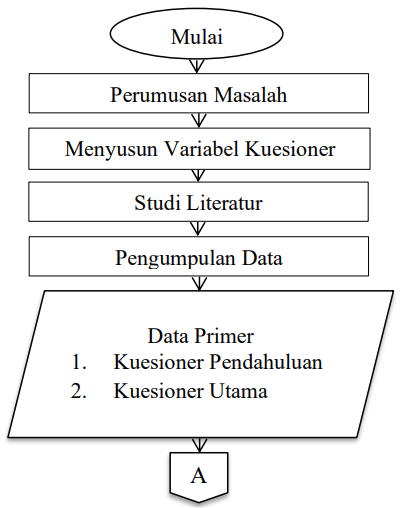 Mulai
Perumusan Masalah
Menyusun Variabel Kuesioner
Studi Literatur
Pengumpulan Data
Data Primer
1. Kuesioner Pendahuluan
2. Kuesioner Utama
A